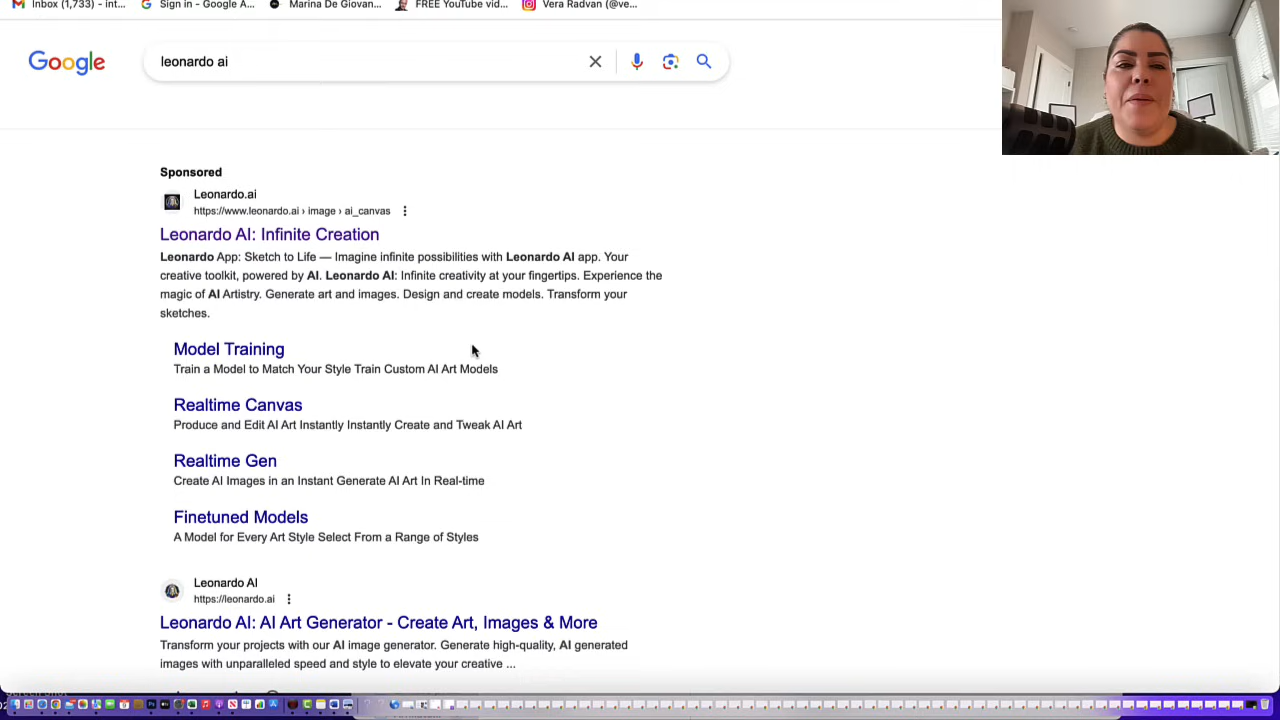 Inbox (1,733) - int...
Sign in - Google A...
Marina De Giovan...
FREE YouTube vid...
Vera Radvan (@ve...
Google
leonardo ai
Sponsored
Leonardo.ai
https://www.leonardo.ai › image › ai_canvas
Leonardo AI: Infinite Creation
Leonardo App: Sketch to Life — Imagine infinite possibilities with Leonardo AI app. Your
creative toolkit, powered by AI. Leonardo AI: Infinite creativity at your fingertips. Experience the
magic of AI Artistry. Generate art and images. Design and create models. Transform your
sketches.
Model Training
Train a Model to Match Your Style Train Custom AI Art Models
Realtime Canvas
Produce and Edit AI Art Instantly Instantly Create and Tweak AI Art
Realtime Gen
Create AI Images in an Instant Generate AI Art In Real-time
Finetuned Models
A Model for Every Art Style Select From a Range of Styles
Leonardo AI
https://leonardo.ai
Leonardo AI: AI Art Generator - Create Art, Images & More
Transform your projects with our AI image generator. Generate high-quality, AI generated
images with unparalleled speed and style to elevate your creative ...